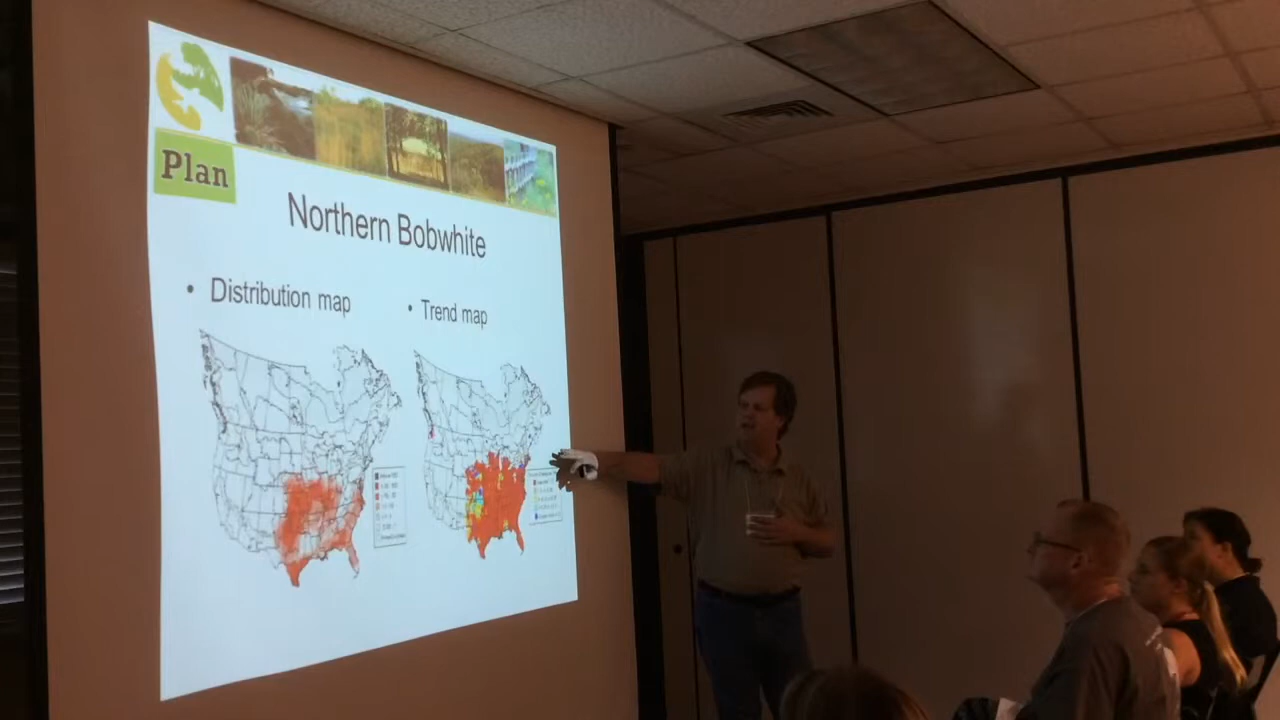 Plan
Northern Bobwhite
• Distribution map
• Trend map